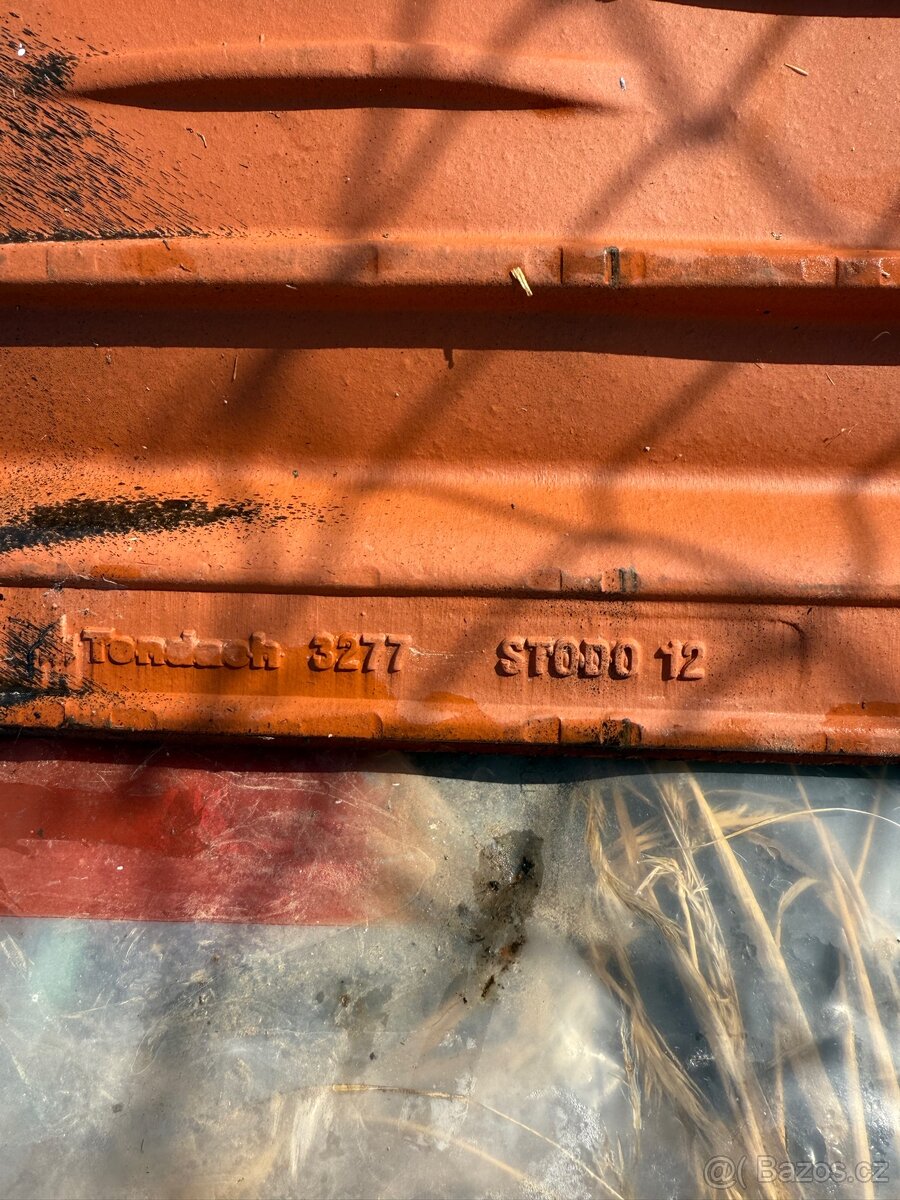 Tondach 3277 STODO 12
@( Bazos.cz